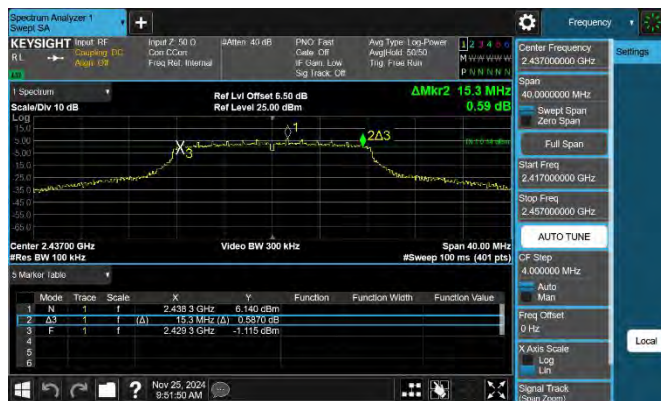 Spectrum Analyzer 1
Swept SA
+
Frequency
KEYSIGHT Input: RF
RL
Coupling: DC
Align: Off
Input Z: 50 Ω
Corr CCorr
Freq Ref: Internal
#Atten: 40 dB
PNO: Fast
Gate: Off
IF Gain: Low
Sig Track: Off
Avg Type: Log-Power
Avg|Hold: 50/50
Trig: Free Run
1 2 3 4 5 6
M W W W W W
P N N N N N
1 Spectrum
Scale/Div 10 dB
Ref Lvl Offset 6.50 dB
Ref Level 25.00 dBm
ΔMkr2 15.3 MHz
0.59 dB
Log
15.0
5.00
-5.00
-15.0
-25.0
-35.0
-45.0
-55.0
-65.0
1
2Δ3
X3
Center 2.43700 GHz
#Res BW 100 kHz
Video BW 300 kHz
Span 40.00 MHz
#Sweep 100 ms (401 pts)
5 Marker Table
Mode Trace Scale X Y Function Function Width Function Value
1 N 1 f 2.438 3 GHz 6.140 dBm
2 Δ3 1 f (Δ) 15.3 MHz (Δ) 0.5870 dB
3 F 1 f 2.429 3 GHz -1.115 dBm
4
5
6
Nov 25, 2024
9:51:50 AM
Center Frequency
2.437000000 GHz
Span
40.0000000 MHz
Swept Span
Zero Span
Full Span
Start Freq
2.417000000 GHz
Stop Freq
2.457000000 GHz
AUTO TUNE
CF Step
4.000000 MHz
Auto
Man
Freq Offset
0 Hz
X Axis Scale
Log
Lin
Signal Track
(Span Zoom)
Settings
Local